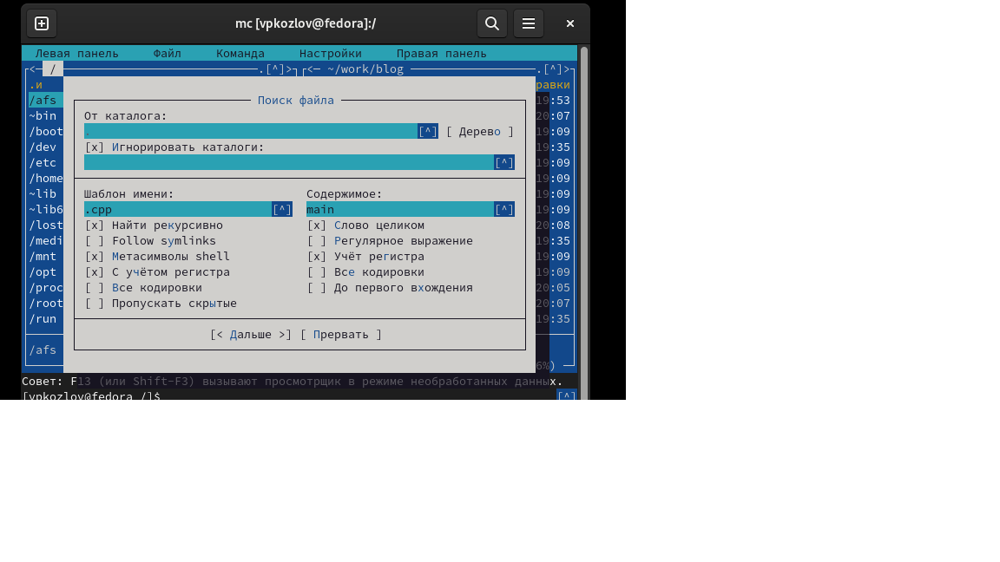 mc [vpkozlov@fedora]:/
Левая панель Файл Команда Настройки Правая панель
<─ / .[^]> <─ ~/work/blog .[^]>
.и равки
/afs 19:53
~bin 20:07
/boot 19:09
/dev 19:35
/etc 19:09
/home 19:09
~lib 19:09
~lib6 19:09
/lost 20:08
/medi 19:35
/mnt 19:09
/opt 19:09
/proc 20:05
/root 20:07
/run 19:35
/afs
6%)
Поиск файла
От каталога:
. [^] [ Дерево ]
[x] Игнорировать каталоги:
[^]
Шаблон имени: Содержимое:
.cpp [^] main [^]
[x] Найти рекурсивно [x] Слово целиком
[ ] Follow symlinks [ ] Регулярное выражение
[x] Метасимволы shell [x] Учёт регистра
[x] С учётом регистра [ ] Все кодировки
[ ] Все кодировки [ ] До первого вхождения
[ ] Пропускать скрытые
[< Дальше >] [ Прервать ]
Совет: F13 (или Shift-F3) вызывают просмотрщик в режиме необработанных данных.
[vpkozlov@fedora /]$ [^]